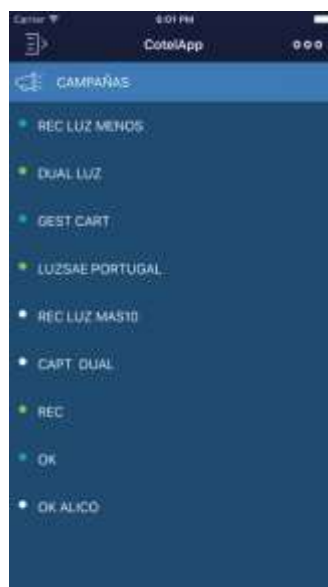 Carrier 6:01 PM
CotelApp
CAMPAÑAS
REC LUZ MENOS
DUAL LUZ
GEST CART
LUZSAE PORTUGAL
REC LUZ MAS10
CAPT DUAL
REC
OK
OK ALICO